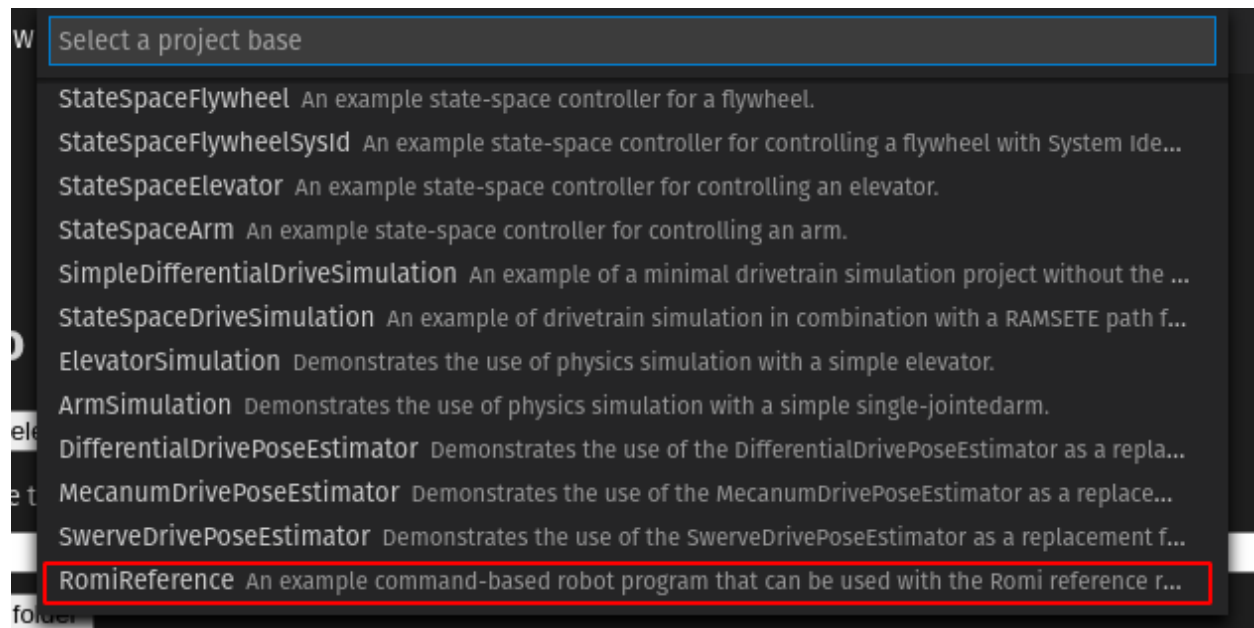 w
Select a project base
StateSpaceFlywheel An example state-space controller for a flywheel.
StateSpaceFlywheelSysId An example state-space controller for controlling a flywheel with System Ide...
StateSpaceElevator An example state-space controller for controlling an elevator.
StateSpaceArm An example state-space controller for controlling an arm.
SimpleDifferentialDriveSimulation An example of a minimal drivetrain simulation project without the ...
StateSpaceDriveSimulation An example of drivetrain simulation in combination with a RAMSETE path f...
ElevatorSimulation Demonstrates the use of physics simulation with a simple elevator.
ArmSimulation Demonstrates the use of physics simulation with a simple single-jointedarm.
ele
DifferentialDrivePoseEstimator Demonstrates the use of the DifferentialDrivePoseEstimator as a repla...
e t
MecanumDrivePoseEstimator Demonstrates the use of the MecanumDrivePoseEstimator as a replace...
SwerveDrivePoseEstimator Demonstrates the use of the SwerveDrivePoseEstimator as a replacement f...
RomiReference An example command-based robot program that can be used with the Romi reference r...
folder